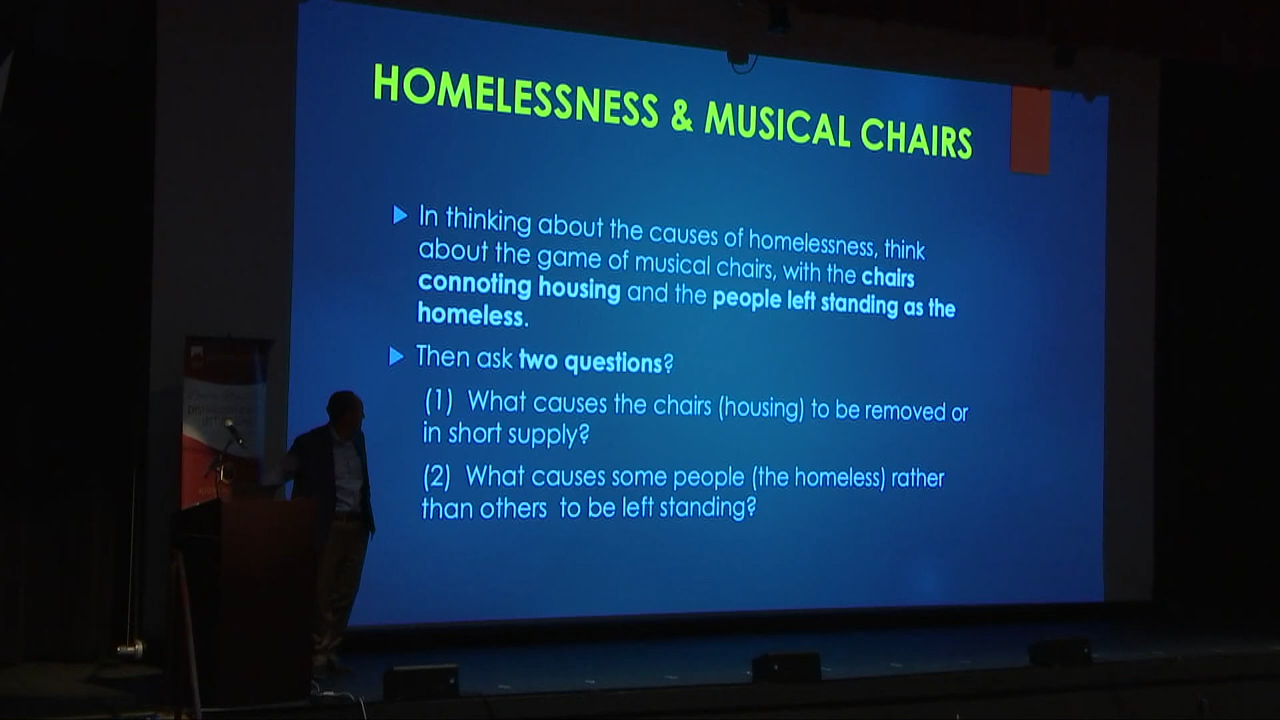 HOMELESSNESS & MUSICAL CHAIRS
In thinking about the causes of homelessness, think
about the game of musical chairs, with the chairs
connoting housing and the people left standing as the
homeless.
Then ask two questions?
(1) What causes the chairs (housing) to be removed or
in short supply?
(2) What causes some people (the homeless) rather
than others to be left standing?